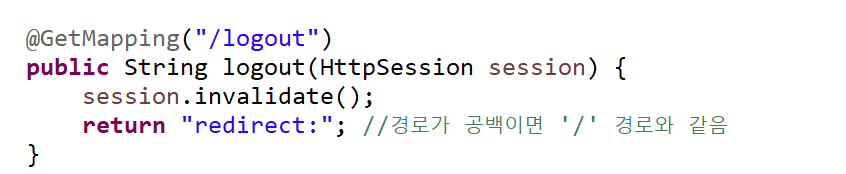 @GetMapping("/logout")
public String logout(HttpSession session) {
session.invalidate();
return "redirect:"; //경로가 공백이면 '/' 경로와 같음
}